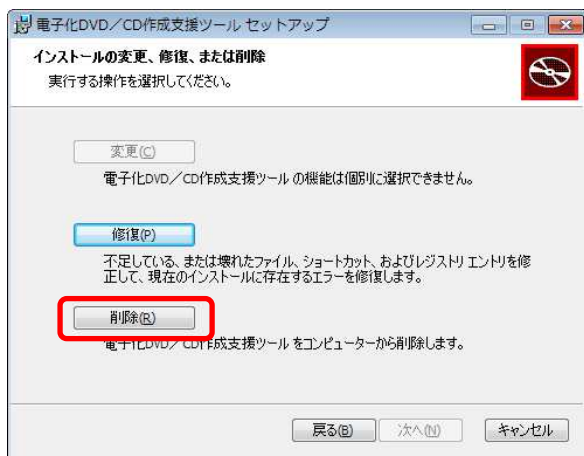 電子化DVD／CD作成支援ツール セットアップ
インストールの変更、修復、または削除
実行する操作を選択してください。
変更(C)
電子化DVD／CD作成支援ツール の機能は個別に選択できません。
修復(P)
不足している、または壊れたファイル、ショートカット、およびレジストリ エントリを修
正して、現在のインストールに存在するエラーを修復します。
削除(R)
電子化DVD／CD作成支援ツール をコンピューターから削除します。
戻る(B) 次へ(N) キャンセル